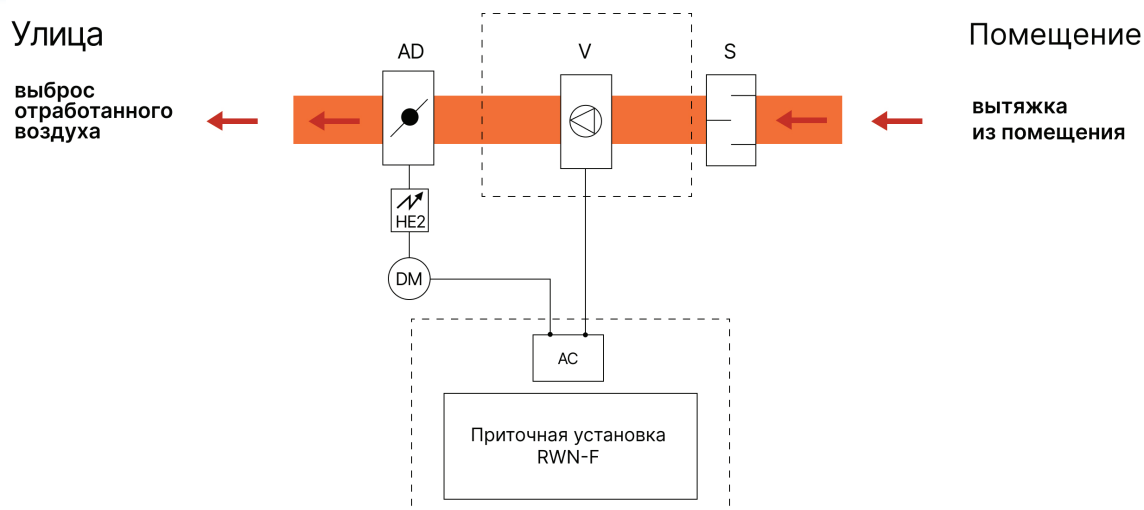 Улица
Помещение
AD
V
S
выброс
отработанного
воздуха
вытяжка
из помещения
HE2
DM
AC
Приточная установка
RWN-F